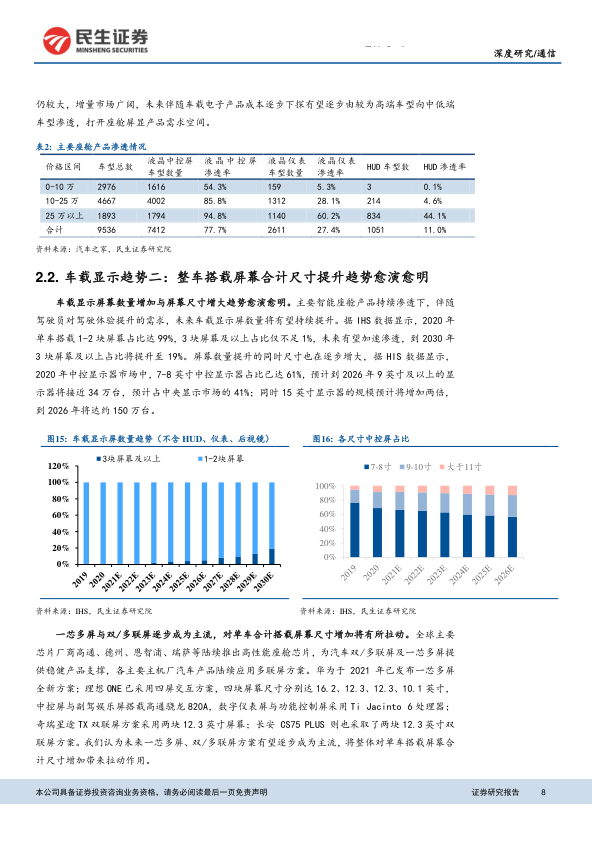 民生证券
MINSHENG SECURITIES
深度研究/通信
仍较大，增量市场广阔，未来伴随车载电子产品成本逐步下探有望逐步由较为高端车型向中低端
车型渗透，打开座舱屏显产品需求空间。
表2：主要座舱产品渗透情况
价格区间 车型总数 液晶中控屏车型数量 液晶中控屏渗透率 液晶仪表车型数量 液晶仪表渗透率 HUD 车型数 HUD 渗透率
0-10 万 2976 1616 54.3% 159 5.3% 3 0.1%
10-25 万 4667 4002 85.8% 1312 28.1% 214 4.6%
25 万以上 1893 1794 94.8% 1140 60.2% 834 44.1%
合计 9536 7412 77.7% 2611 27.4% 1051 11.0%
资料来源：汽车之家，民生证券研究院
2.2. 车载显示趋势二：整车搭载屏幕合计尺寸提升趋势愈演愈明
车载显示屏幕数量增加与屏幕尺寸增大趋势愈演愈明。主要智能座舱产品持续渗透下，伴随
驾驶员对驾驶体验提升的需求，未来车载显示屏数量将有望持续提升。据 IHS 数据显示，2020 年
单车搭载 1-2 块屏幕占比达 99%，3 块屏幕及以上占比仅不足 1%，未来有望加速渗透，到 2030 年
3 块屏幕及以上占比将提升至 19%。屏幕数量提升的同时尺寸也在逐步增大，据 HIS 数据显示，
2020 年中控显示器市场中，7-8 英寸中控显示器占比已达 61%，预计到 2026 年 9 英寸及以上的显
示器将接近 34 万台，预计占中央显示市场的 41%；同时 15 英寸显示器的规模预计将增加两倍，
到 2026 年将达约 150 万台。
图15：车载显示屏数量趋势（不含 HUD、仪表、后视镜）
3块屏幕及以上 1-2块屏幕
120%
100%
80%
60%
40%
20%
0%
2019 2020 2021E 2022E 2023E 2024E 2025E 2026E 2027E 2028E 2029E 2030E
资料来源：IHS，民生证券研究院
图16：各尺寸中控屏占比
7-8寸 9-10寸 大于11寸
100%
80%
60%
40%
20%
0%
2019 2020 2021E 2022E 2023E 2024E 2025E 2026E
资料来源：IHS，民生证券研究院
一芯多屏与双/多联屏逐步成为主流，对单车合计搭载屏幕尺寸增加将有所拉动。全球主要
芯片厂商高通、德州、恩智浦、瑞萨等陆续推出高性能座舱芯片，为汽车双/多联屏及一芯多屏提
供稳健产品支撑，各主要主机厂汽车产品陆续应用多联屏方案。华为于 2021 年已发布一芯多屏
全新方案；理想 ONE 已采用四屏交互方案，四块屏幕尺寸分别达 16.2、12.3、12.3、10.1 英寸，
中控屏与副驾娱乐屏搭载高通骁龙 820A，数字仪表屏与功能控制屏采用 Ti Jacinto 6 处理器；
奇瑞星途 TX 双联屏方案采用两块 12.3 英寸屏幕；长安 CS75 PLUS 则也采取了两块 12.3 英寸双
联屏方案。我们认为未来一芯多屏、双/多联屏方案有望逐步成为主流，将整体对单车搭载屏幕合
计尺寸增加带来拉动作用。
本公司具备证券投资咨询业务资格，请务必阅读最后一页免责声明
证券研究报告 8